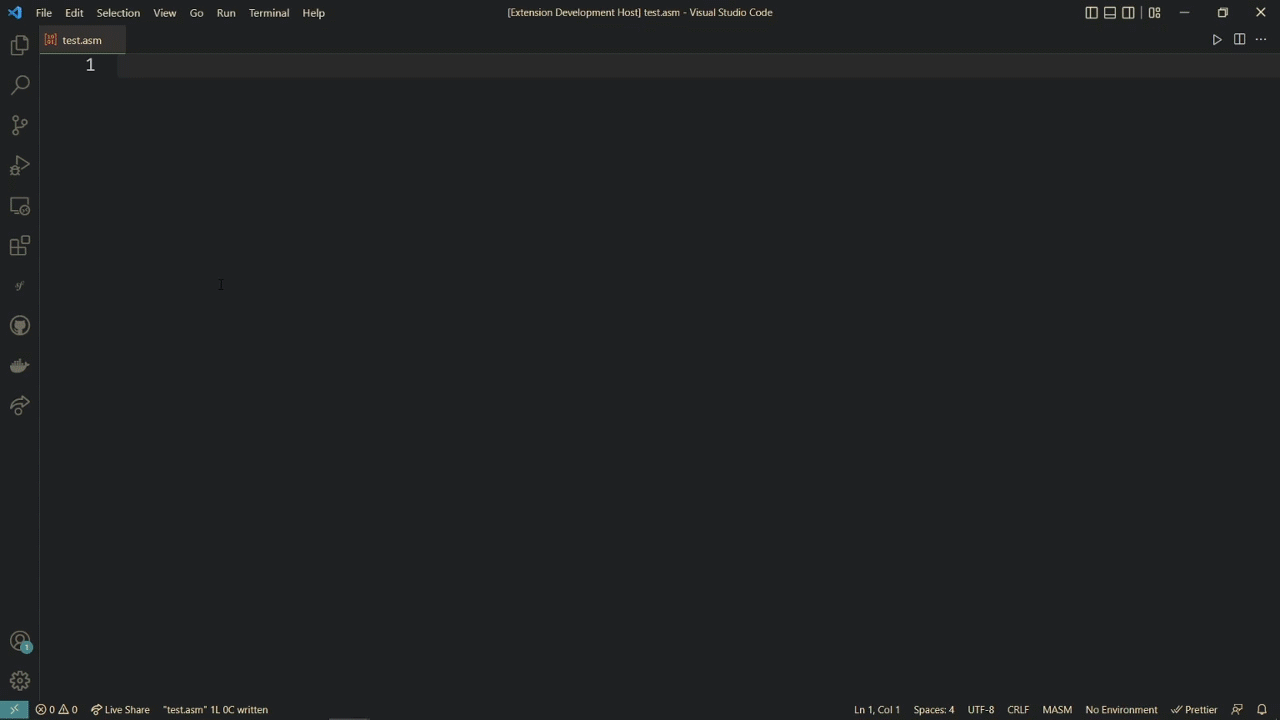 File Edit Selection View Go Run Terminal Help [Extension Development Host] test.asm - Visual Studio Code
test.asm
1
1
0 0 Live Share "test.asm" 1L 0C written Ln 1, Col 1 Spaces: 4 UTF-8 CRLF MASM No Environment Prettier